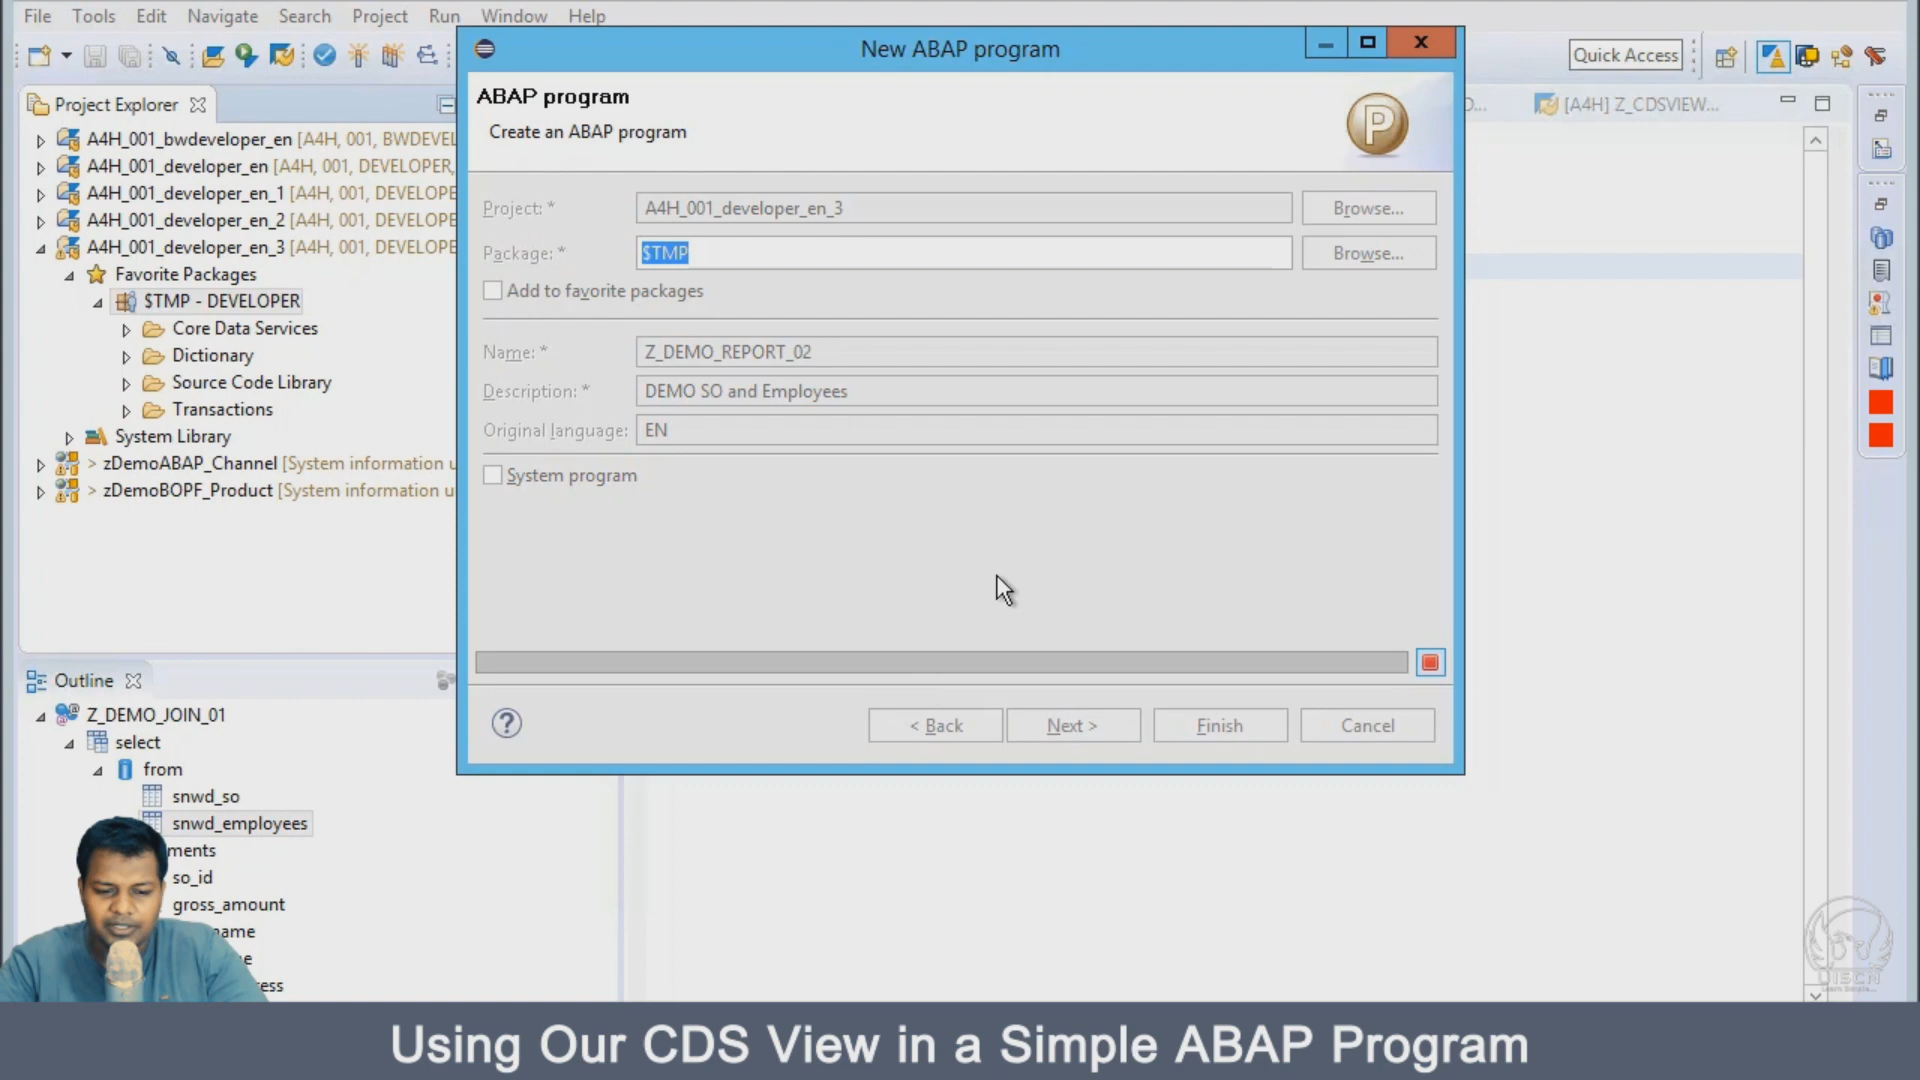 File Tools Edit Navigate Search Project Run Window Help
New ABAP program
Quick Access
Project Explorer
ABAP program
Create an ABAP program
[A4H] Z_CDSVIEW...
A4H_001_bwdeveloper_en [A4H, 001, BWDEVEL
A4H_001_developer_en [A4H, 001, DEVELOPER,
A4H_001_developer_en_1 [A4H, 001, DEVELOPE
A4H_001_developer_en_2 [A4H, 001, DEVELOPE
A4H_001_developer_en_3 [A4H, 001, DEVELOPE
Favorite Packages
$TMP - DEVELOPER
Core Data Services
Dictionary
Source Code Library
Transactions
System Library
> zDemoABAP_Channel [System information u
> zDemoBOPF_Product [System information u
Project: * A4H_001_developer_en_3 Browse...
Package: * $TMP Browse...
Add to favorite packages
Name: * Z_DEMO_REPORT_02
Description: * DEMO SO and Employees
Original language: EN
System program
< Back Next > Finish Cancel
Outline
Z_DEMO_JOIN_01
select
from
snwd_so
snwd_employees
ments
so_id
gross_amount
name
e
ess
Using Our CDS View in a Simple ABAP Program